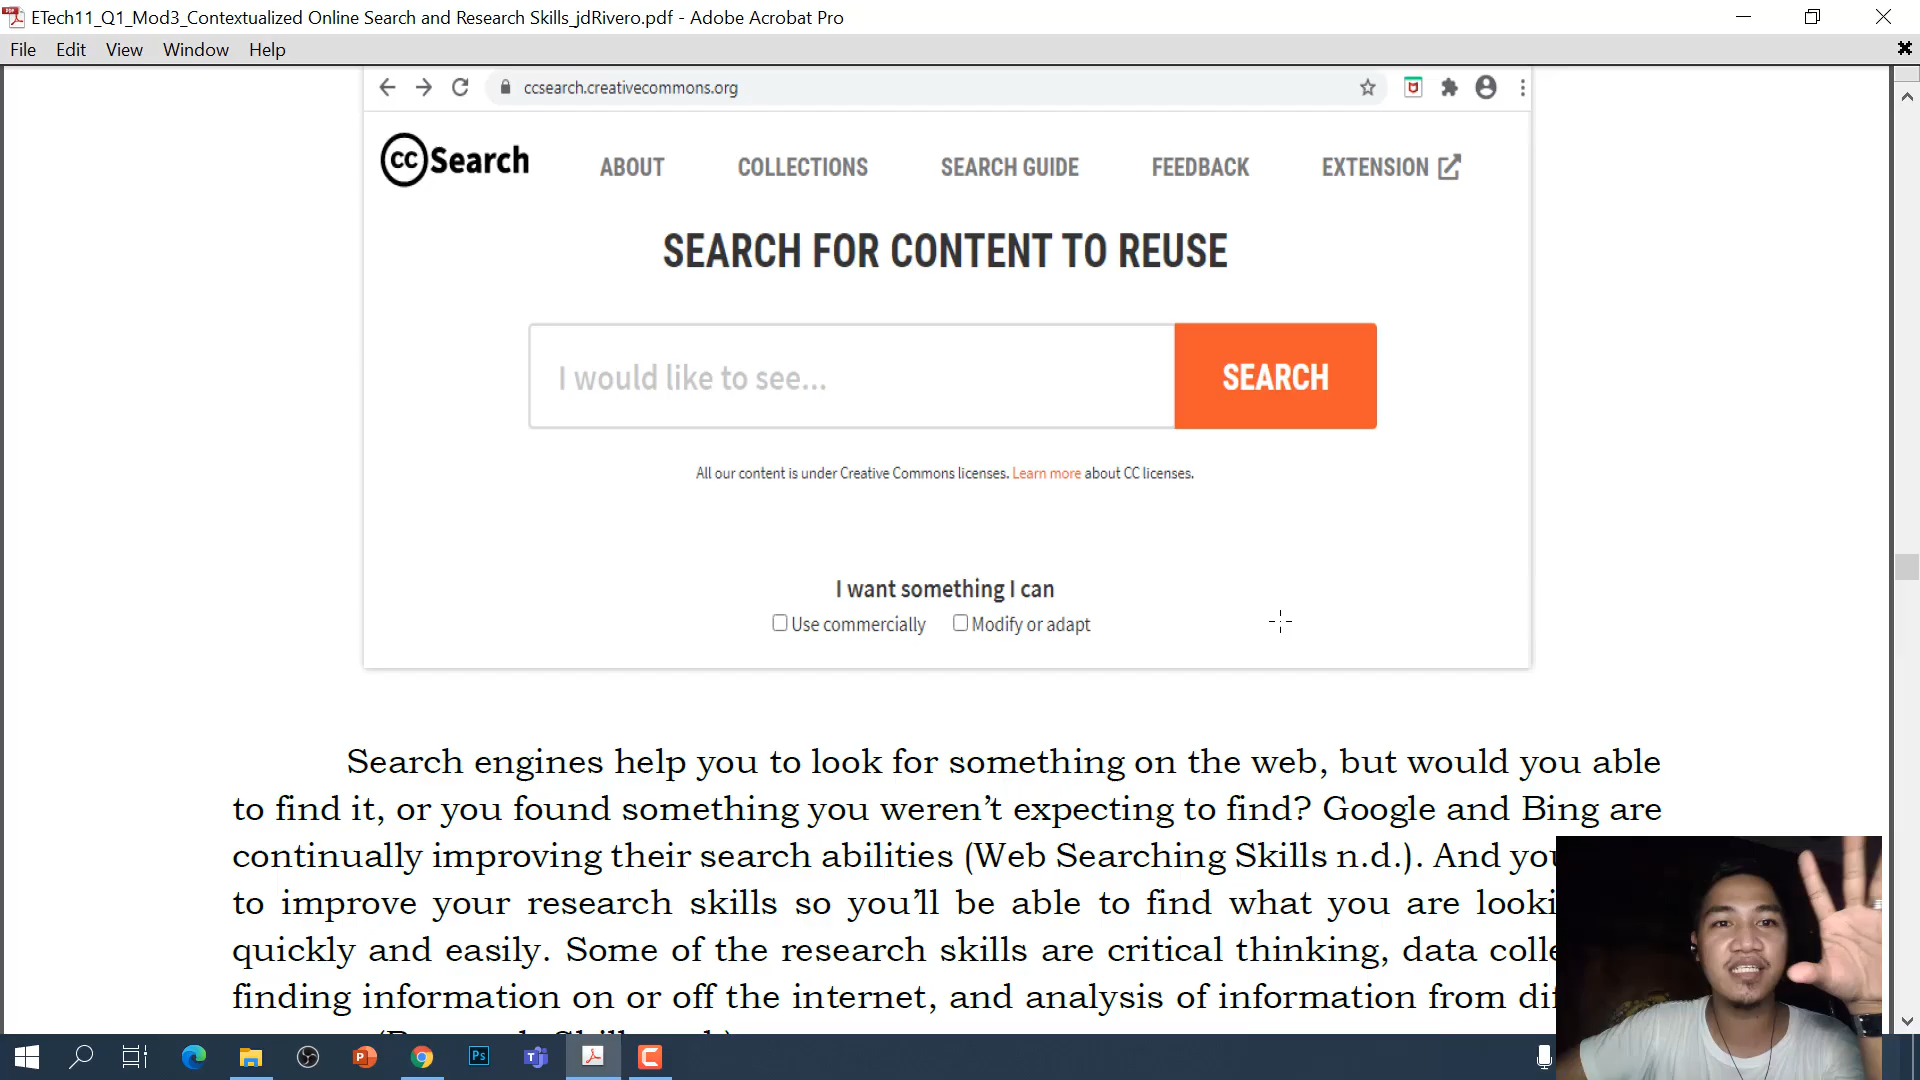 ETech11_Q1_Mod3_Contextualized Online Search and Research Skills_jdRivero.pdf - Adobe Acrobat Pro
File Edit View Window Help
ccsearch.creativecommons.org
cc Search ABOUT COLLECTIONS SEARCH GUIDE FEEDBACK EXTENSION
SEARCH FOR CONTENT TO REUSE
I would like to see... SEARCH
All our content is under Creative Commons licenses. Learn more about CC licenses.
I want something I can
Use commercially Modify or adapt
Search engines help you to look for something on the web, but would you able
to find it, or you found something you weren’t expecting to find? Google and Bing are
continually improving their search abilities (Web Searching Skills n.d.). And you
to improve your research skills so you’ll be able to find what you are looki
quickly and easily. Some of the research skills are critical thinking, data colle
finding information on or off the internet, and analysis of information from di
Ps